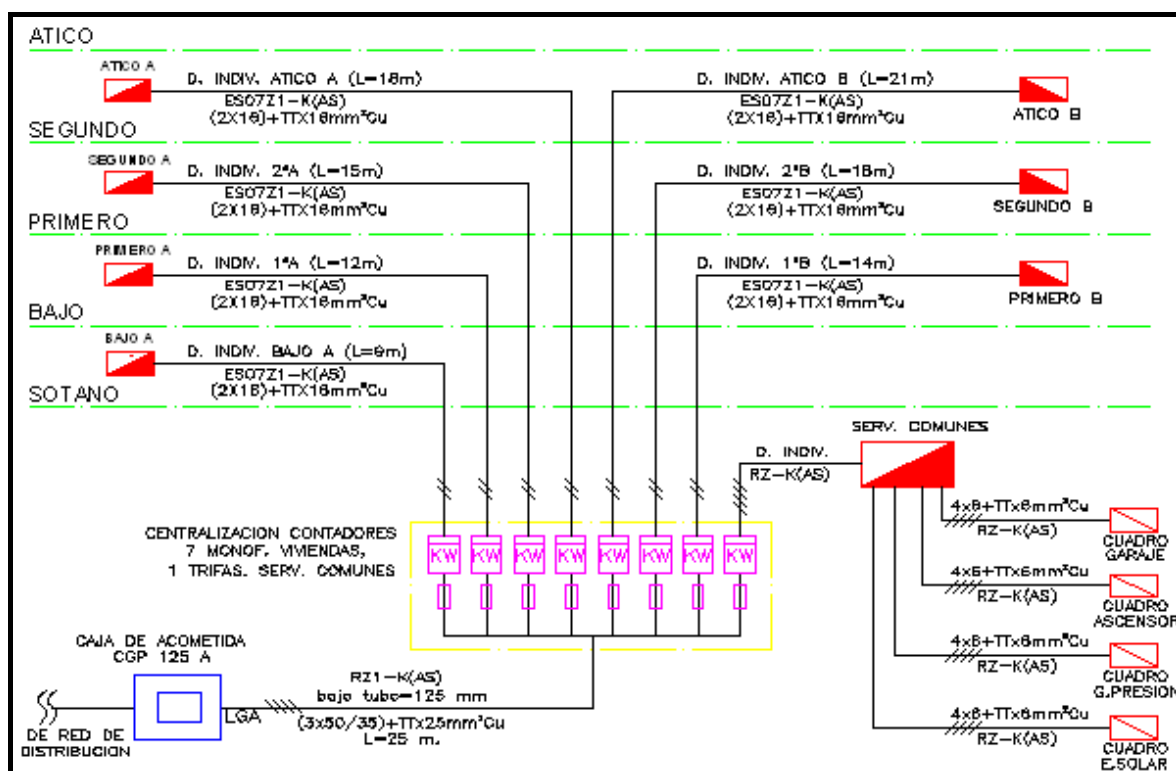 ATICO
ATICO A
D. INDIV. ATICO A (L=18m)
ES07Z1-K(AS)
(2X16)+TTX16mm²Cu
D. INDIV. ATICO B (L=21m)
ES07Z1-K(AS)
(2X16)+TTX16mm²Cu
ATICO B
SEGUNDO
SEGUNDO A
D. INDIV. 2ºA (L=15m)
ES07Z1-K(AS)
(2X16)+TTX16mm²Cu
D. INDIV. 2ºB (L=18m)
ES07Z1-K(AS)
(2X16)+TTX16mm²Cu
SEGUNDO B
PRIMERO
PRIMERO A
D. INDIV. 1ºA (L=12m)
ES07Z1-K(AS)
(2X16)+TTX16mm²Cu
D. INDIV. 1ºB (L=14m)
ES07Z1-K(AS)
(2X16)+TTX16mm²Cu
PRIMERO B
BAJO
BAJO A
D. INDIV. BAJO A
ES07Z1-K(AS)
(2X16)+TTX16mm²Cu
SOTANO
SERV. COMUNES
D. INDIV.
RZ-K(AS)
CENTRALIZACION CONTADORES
7 MONOF. VIVIENDAS,
1 TRIFAS. SERV. COMUNES
KW
KW
KW
KW
KW
KW
KW
KW
4x6+TTx6mm²Cu
RZ-K(AS)
CUADRO
GARAJE
4x6+TTx6mm²Cu
RZ-K(AS)
CUADRO
ASCENSOR
4x6+TTx6mm²Cu
RZ-K(AS)
CUADRO
G.PRESION
4x6+TTx6mm²Cu
RZ-K(AS)
CUADRO
E.SOLAR
CAJA DE ACOMETIDA
CGP 125 A
LGA
RZ1-K(AS)
bajo tubo=125 mm
(3x50/35)+TTx25mm²Cu
L=25 m.
DE RED DE
DISTRIBUCION